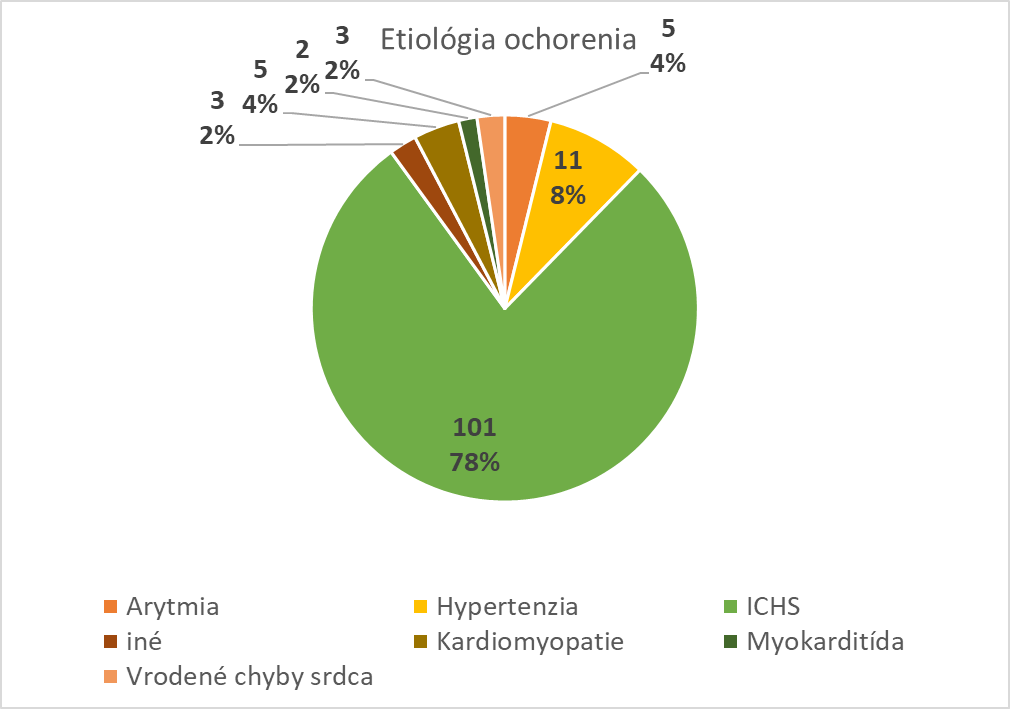 Etiológia ochorenia
5
4%
11
8%
101
78%
3
2%
5
4%
2
2%
3
2%
Arytmia
Hypertenzia
ICHS
iné
Kardiomyopatie
Myokarditída
Vrodené chyby srdca